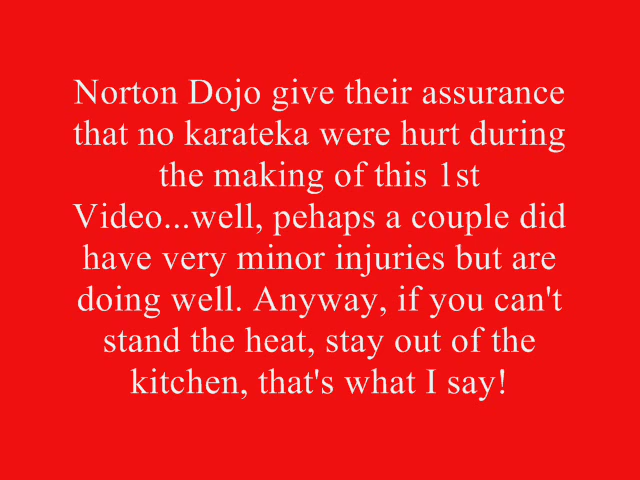 Norton Dojo give their assurance
that no karateka were hurt during
the making of this 1st
Video...well, pehaps a couple did
have very minor injuries but are
doing well. Anyway, if you can't
stand the heat, stay out of the
kitchen, that's what I say!